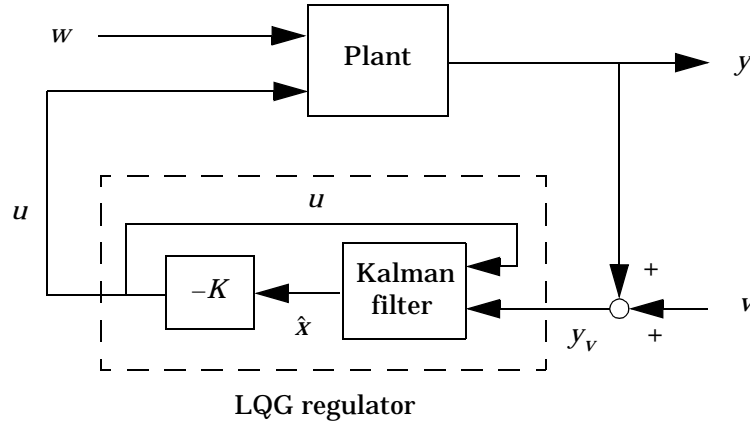 w
Plant
y
u
u
Kalman
filter
–K
x̂
+
+
y_v
v
LQG regulator